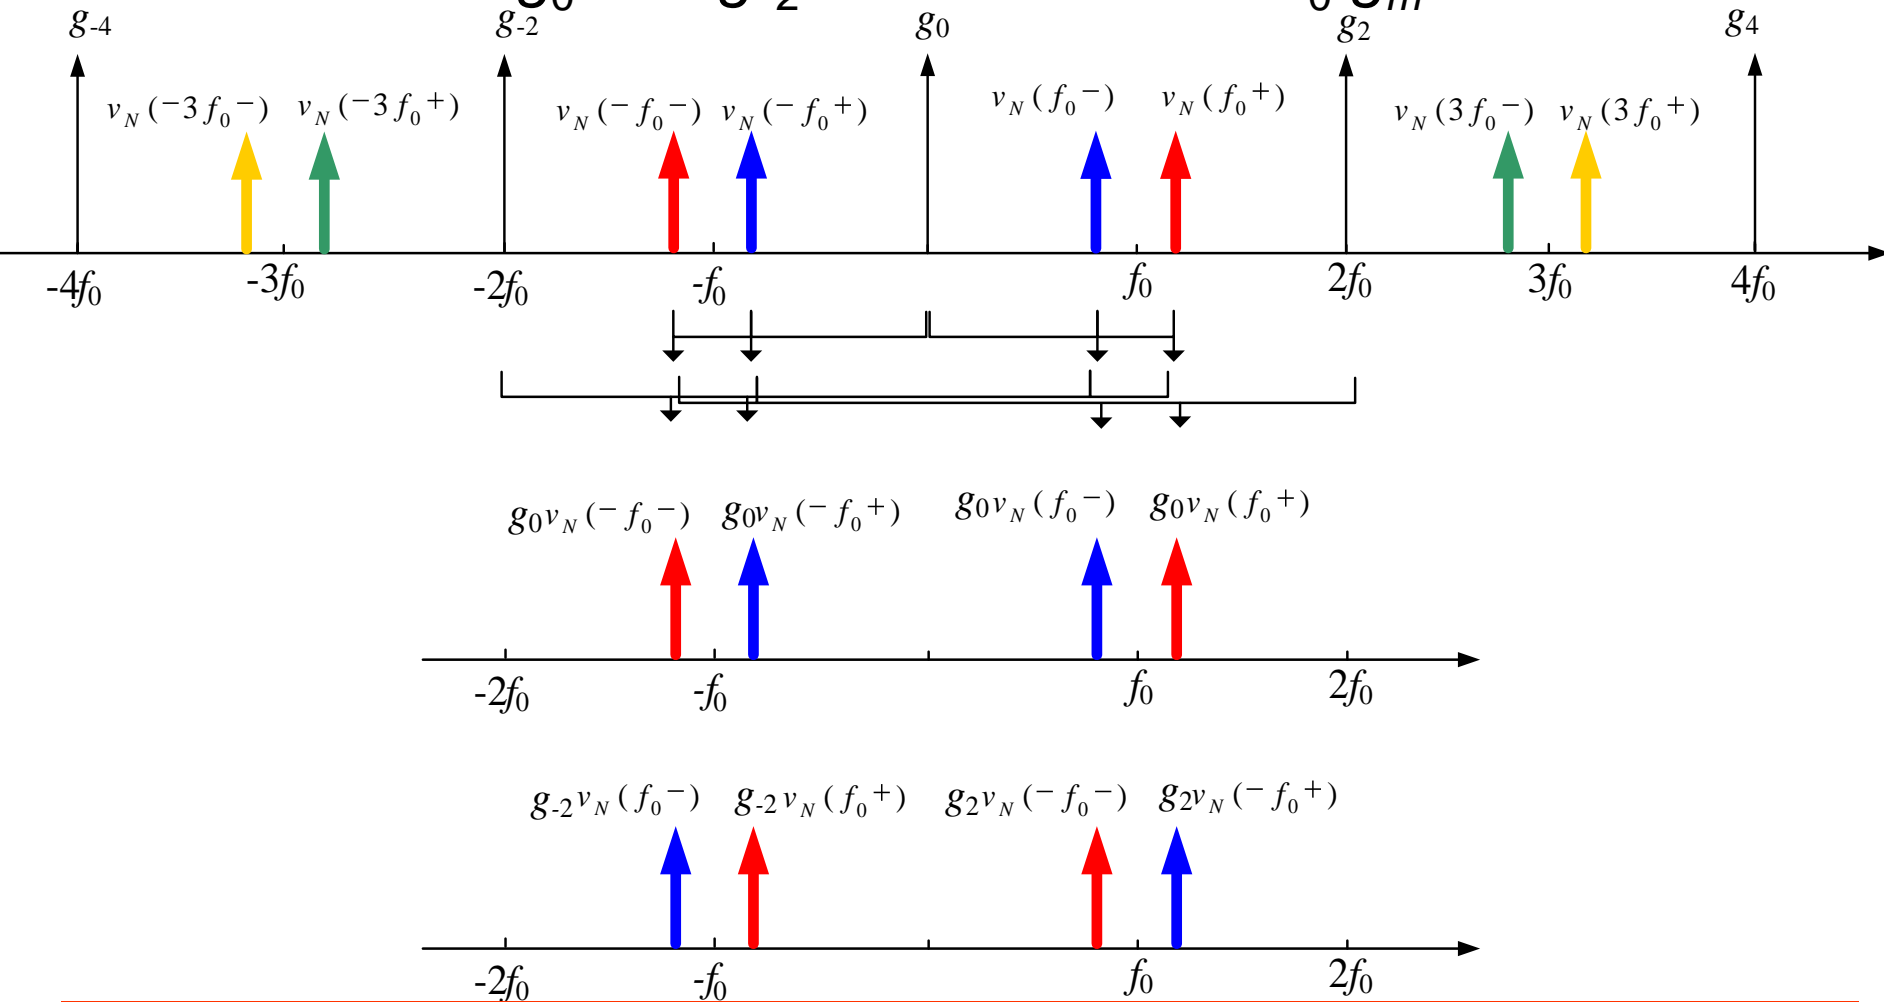 g-4 g-2 g0 g2 g4
vN(−3f0−) vN(−3f0+) vN(−f0−) vN(−f0+) vN(f0−) vN(f0+) vN(3f0−) vN(3f0+)
-4f0 -3f0 -2f0 -f0 f0 2f0 3f0 4f0
g0vN(−f0−) g0vN(−f0+) g0vN(f0−) g0vN(f0+)
-2f0 -f0 f0 2f0
g-2vN(f0−) g-2vN(f0+) g2vN(−f0−) g2vN(−f0+)
-2f0 -f0 f0 2f0